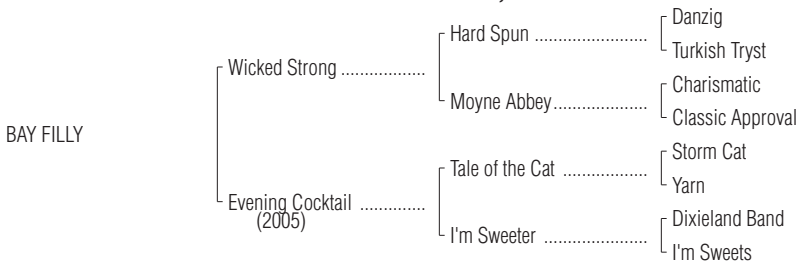 Danzig
Hard Spun ........................
Turkish Tryst
Wicked Strong ..................
Charismatic
Moyne Abbey....................
Classic Approval
BAY FILLY
Storm Cat
Tale of the Cat ..................
Yarn
Evening Cocktail ..............
(2005)
Dixieland Band
I'm Sweeter ......................
I'm Sweets